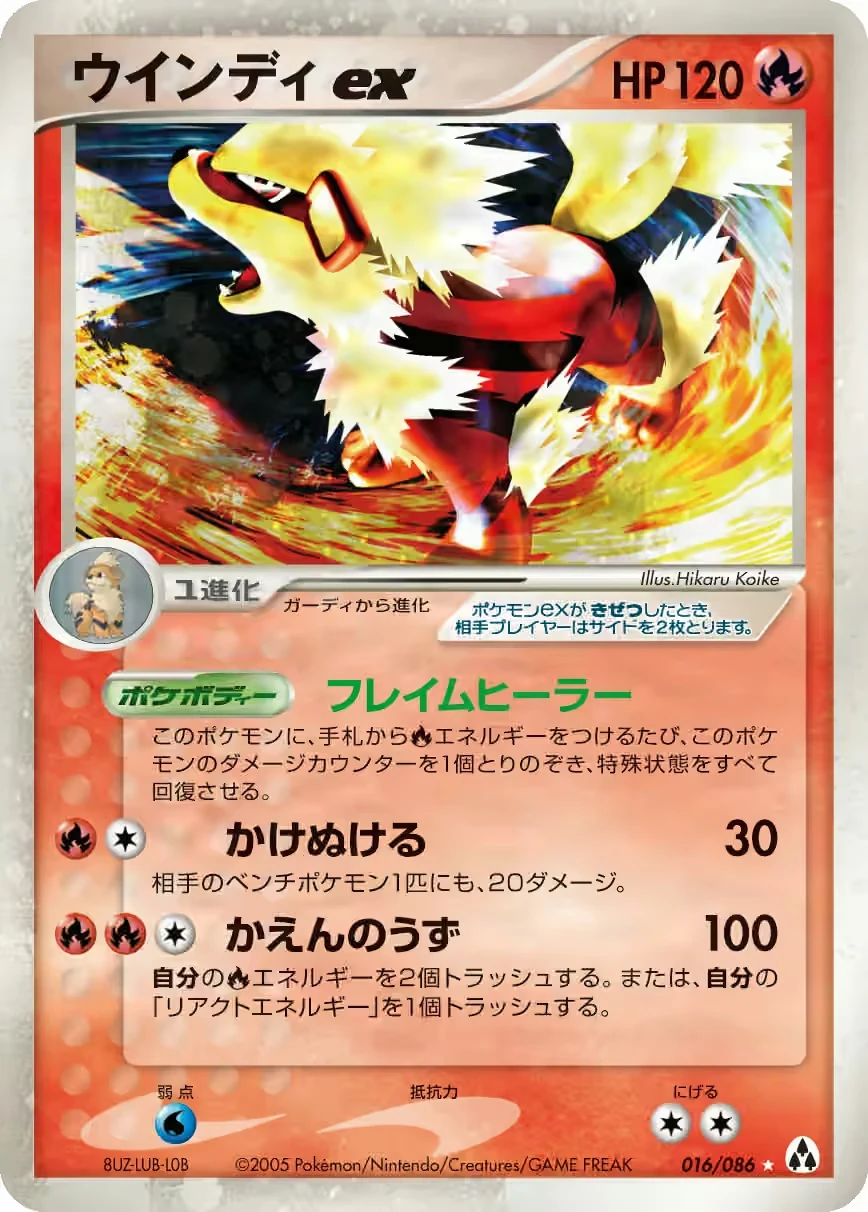 ウインディex HP120
Illus.Hikaru Koike
1進化
ガーディから進化
ポケモンexがきぜつしたとき、
相手プレイヤーはサイドを2枚とります。
ポケボディー フレイムヒーラー
このポケモンに、手札からエネルギーをつけるたび、このポケ
モンのダメージカウンターを1個とりのぞき、特殊状態をすべて
回復させる。
かけぬける 30
相手のベンチポケモン1匹にも、20ダメージ。
かえんのうず 100
自分のエネルギーを2個トラッシュする。または、自分の
「リアクトエネルギー」を1個トラッシュする。
弱点 抵抗力 にげる
8UZ-LUB-L0B ©2005 Pokémon/Nintendo/Creatures/GAME FREAK 016/086 ★